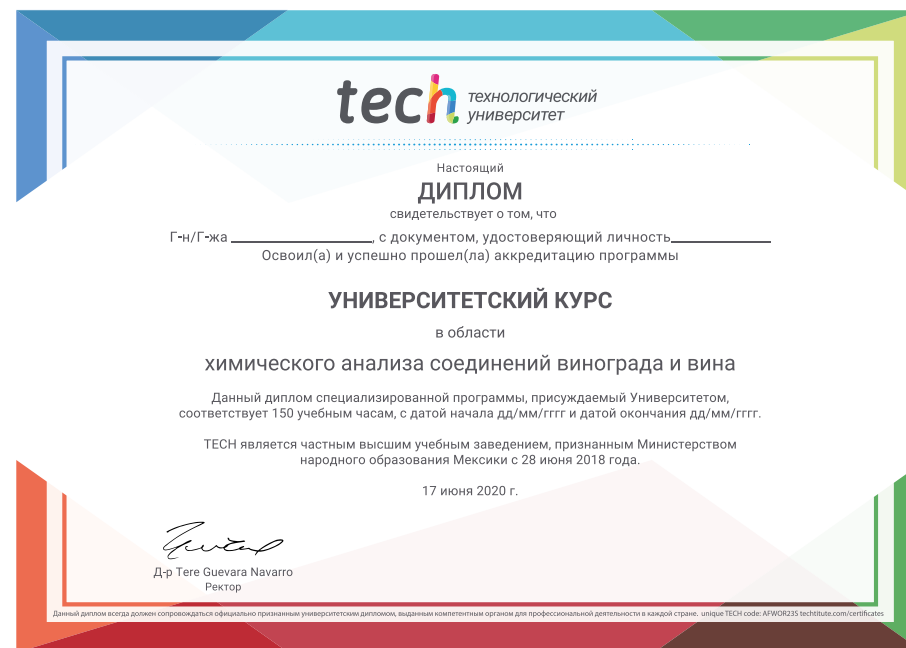 tech технологический
университет
Настоящий
ДИПЛОМ
свидетельствует о том, что
Г-н/Г-жа ____________________, с документом, удостоверяющий личность______________
Освоил(а) и успешно прошел(ла) аккредитацию программы
УНИВЕРСИТЕТСКИЙ КУРС
в области
химического анализа соединений винограда и вина
Данный диплом специализированной программы, присуждаемый Университетом,
соответствует 150 учебным часам, с датой начала дд/мм/гггг и датой окончания дд/мм/гггг.
TECH является частным высшим учебным заведением, признанным Министерством
народного образования Мексики с 28 июня 2018 года.
17 июня 2020 г.
Д-р Tere Guevara Navarro
Ректор
Данный диплом всегда должен сопровождаться официально признанным университетским дипломом, выданным компетентным органом для профессиональной деятельности в каждой стране. unique TECH code: AFWOR23S techtitute.com/certificates